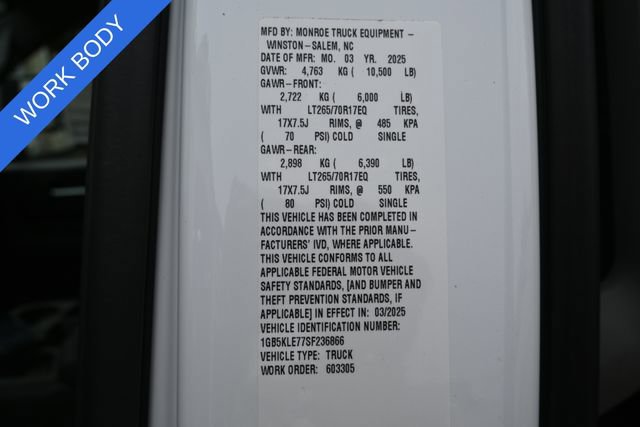 WORK BODY
MFD BY: MONROE TRUCK EQUIPMENT -
WINSTON-SALEM, NC
DATE OF MFR: MO. 03 YR. 2025
GVWR: 4,763 KG ( 10,500 LB)
GAWR-FRONT:
2,722 KG ( 6,000 LB)
WITH LT265/70R17EQ TIRES,
17X7.5J RIMS, @ 485 KPA
( 70 PSI) COLD SINGLE
GAWR-REAR:
2,898 KG ( 6,390 LB)
WITH LT265/70R17EQ TIRES,
17X7.5J RIMS, @ 550 KPA
( 80 PSI) COLD SINGLE
THIS VEHICLE HAS BEEN COMPLETED IN
ACCORDANCE WITH THE PRIOR MANU-
FACTURERS' IVD, WHERE APPLICABLE.
THIS VEHICLE CONFORMS TO ALL
APPLICABLE FEDERAL MOTOR VEHICLE
SAFETY STANDARDS, [AND BUMPER AND
THEFT PREVENTION STANDARDS, IF
APPLICABLE] IN EFFECT IN: 03/2025
VEHICLE IDENTIFICATION NUMBER:
1GB5KLE77SF236866
VEHICLE TYPE: TRUCK
WORK ORDER: 603305